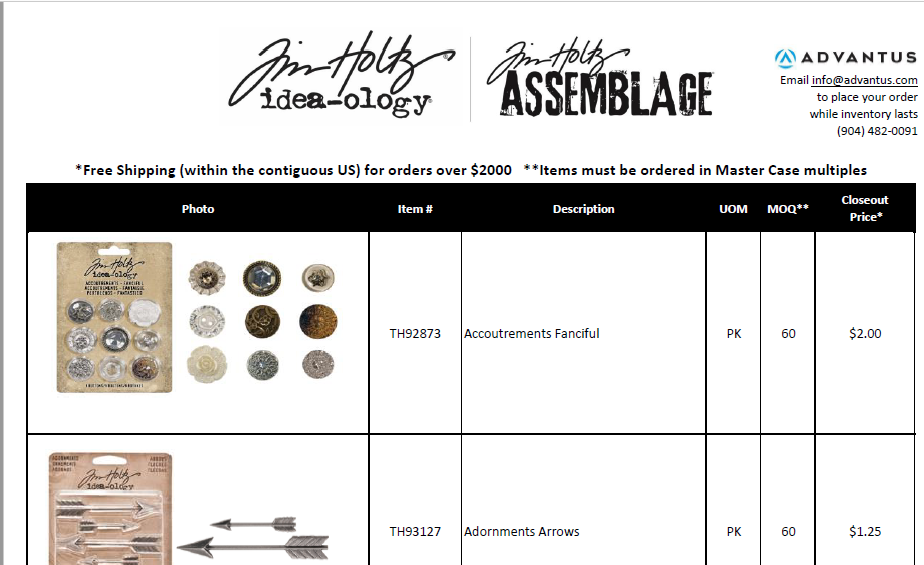 Tim Holtz®
idea-ology®
Tim Holtz
ASSEMBLAGE
ADVANTUS
Email info@advantus.com
to place your order
while inventory lasts
(904) 482-0091
*Free Shipping (within the contiguous US) for orders over $2000 **Items must be ordered in Master Case multiples
Photo Item # Description UOM MOQ** Closeout Price*
Tim Holtz
idea-ology
ACCOUTREMENTS - FANCIFUL
TH92873 Accoutrements Fanciful PK 60 $2.00
ADORNMENTS
ARROWS
Tim Holtz
idea-ology
TH93127 Adornments Arrows PK 60 $1.25